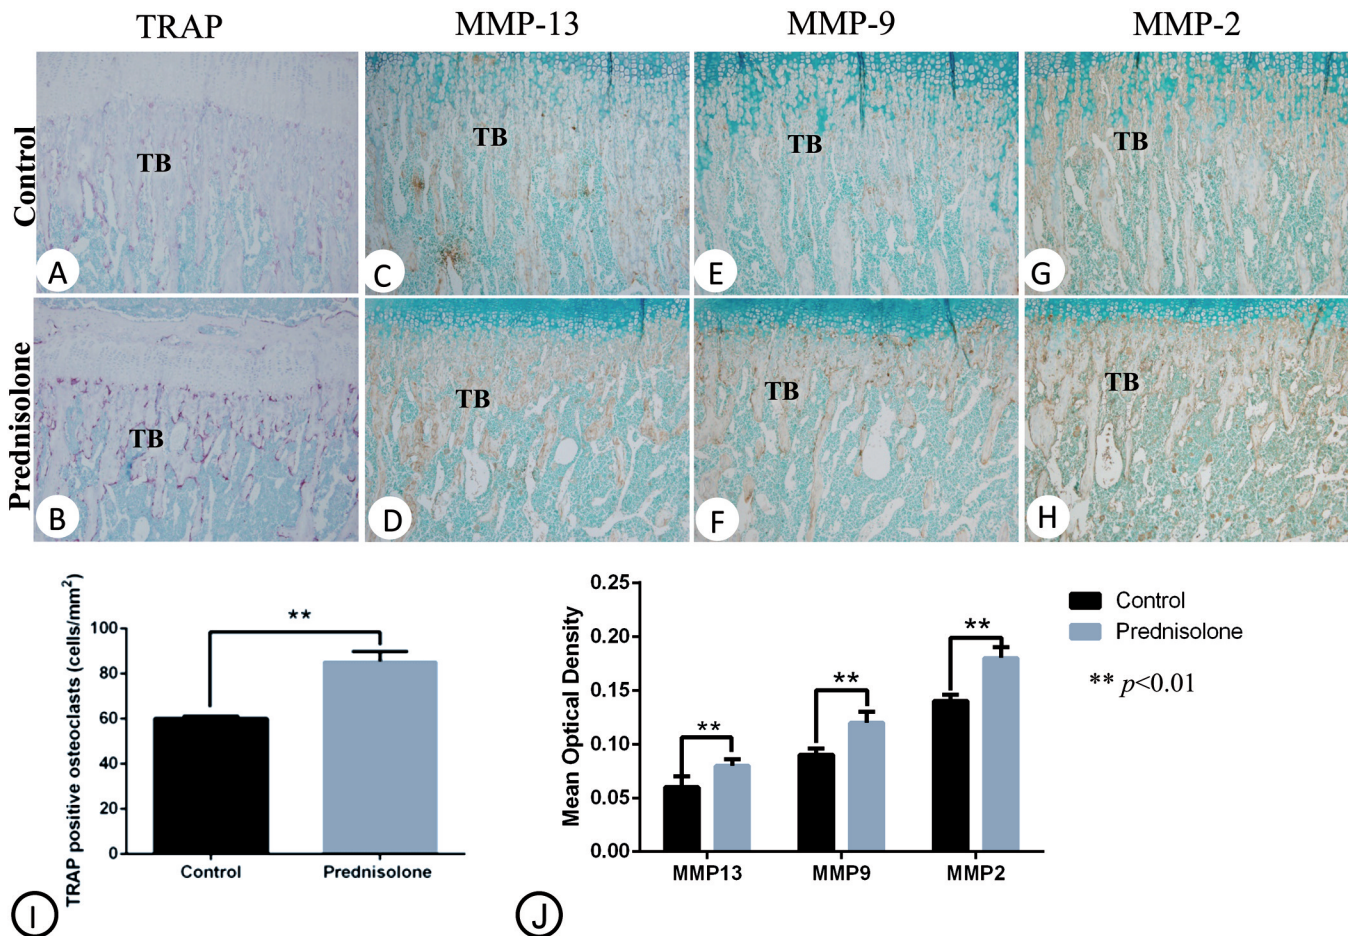 TRAP MMP-13 MMP-9 MMP-2
Control
TB TB TB TB
A C E G
Prednisolone
TB TB TB TB
B D F H
TRAP positive osteoclasts (cells/mm²)
100
80
60
40
20
0
**
Control Prednisolone
I
Mean Optical Density
0.25
0.20
0.15
0.10
0.05
0.00
** ** **
MMP13 MMP9 MMP2
J
Control
Prednisolone
** p<0.01